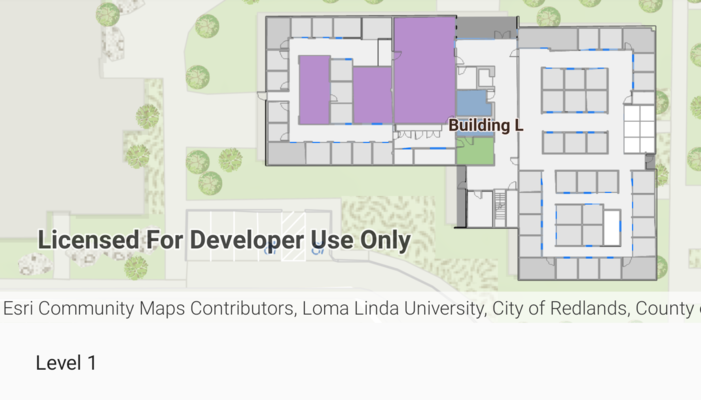 Building L
Licensed For Developer Use Only
Esri Community Maps Contributors, Loma Linda University, City of Redlands, County
Level 1